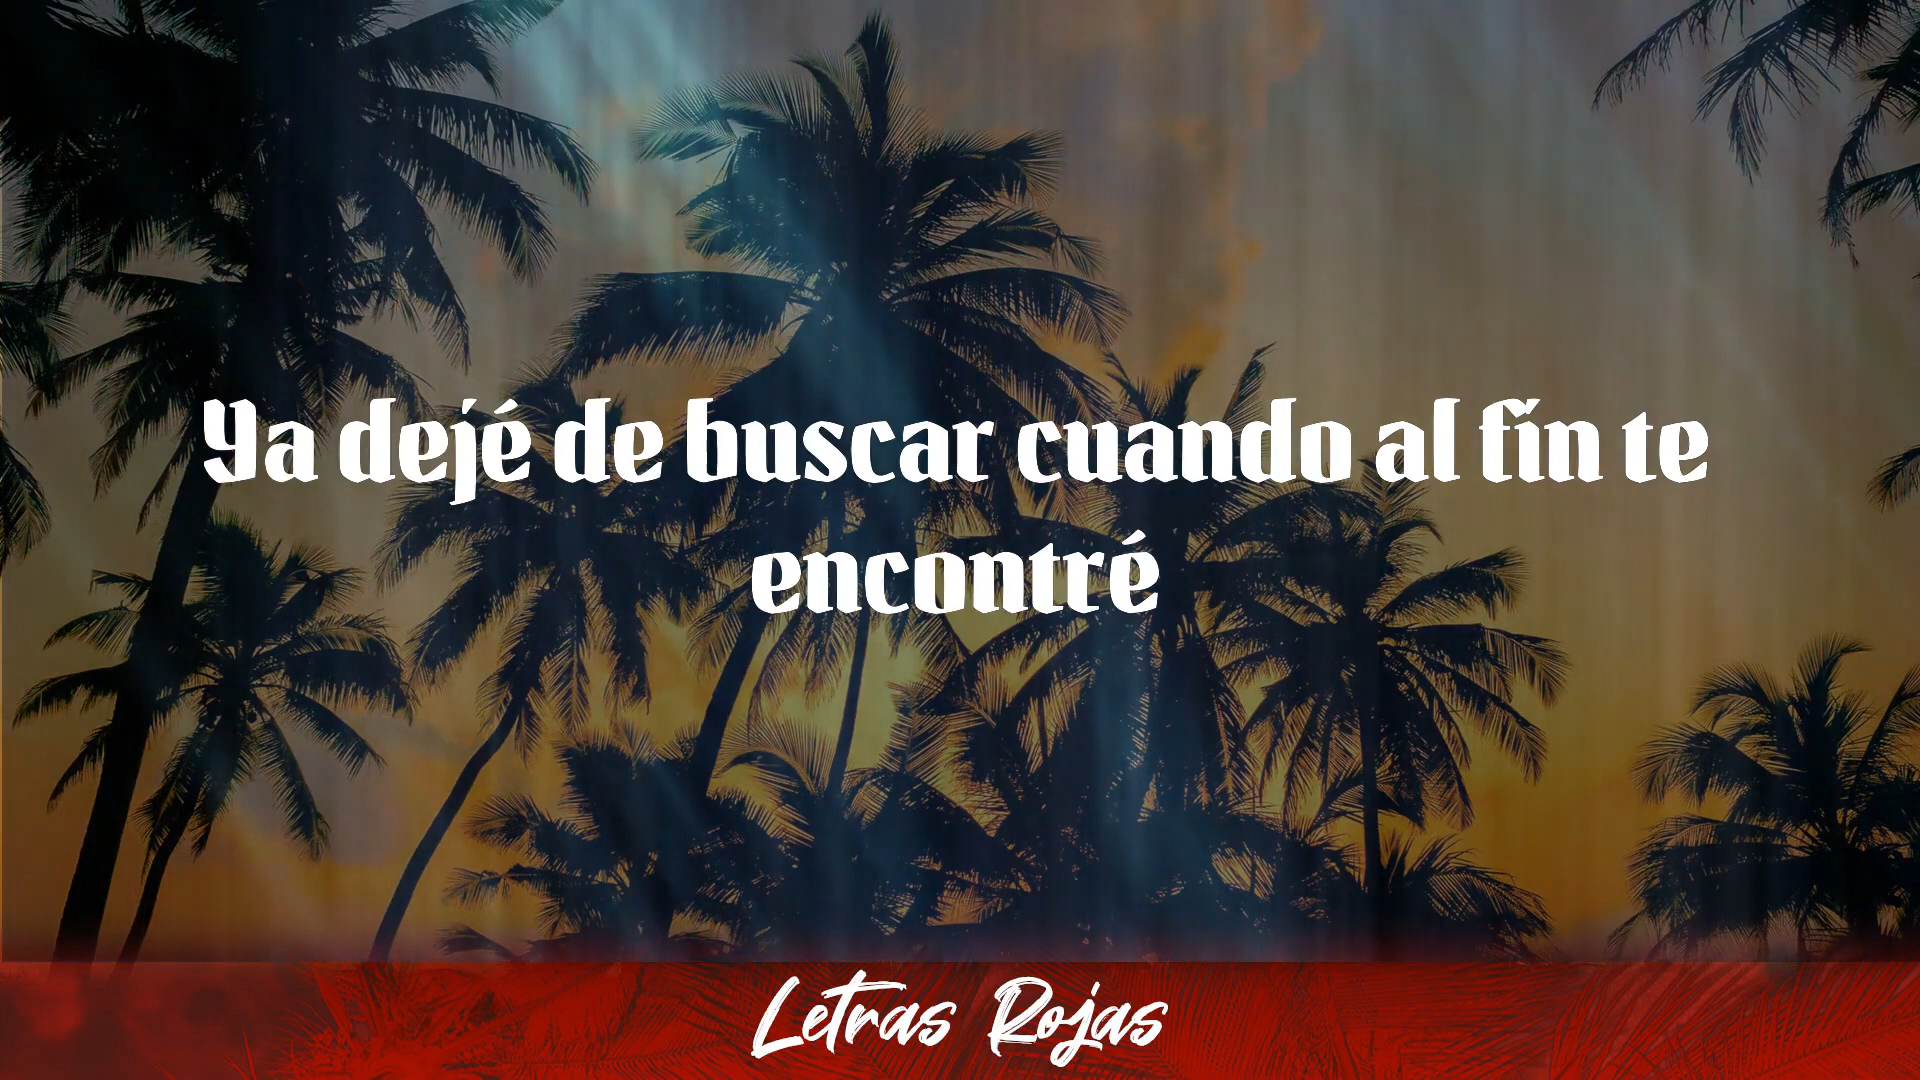 Ya dejé de buscar cuando al fin te
encontré
Letras Rojas